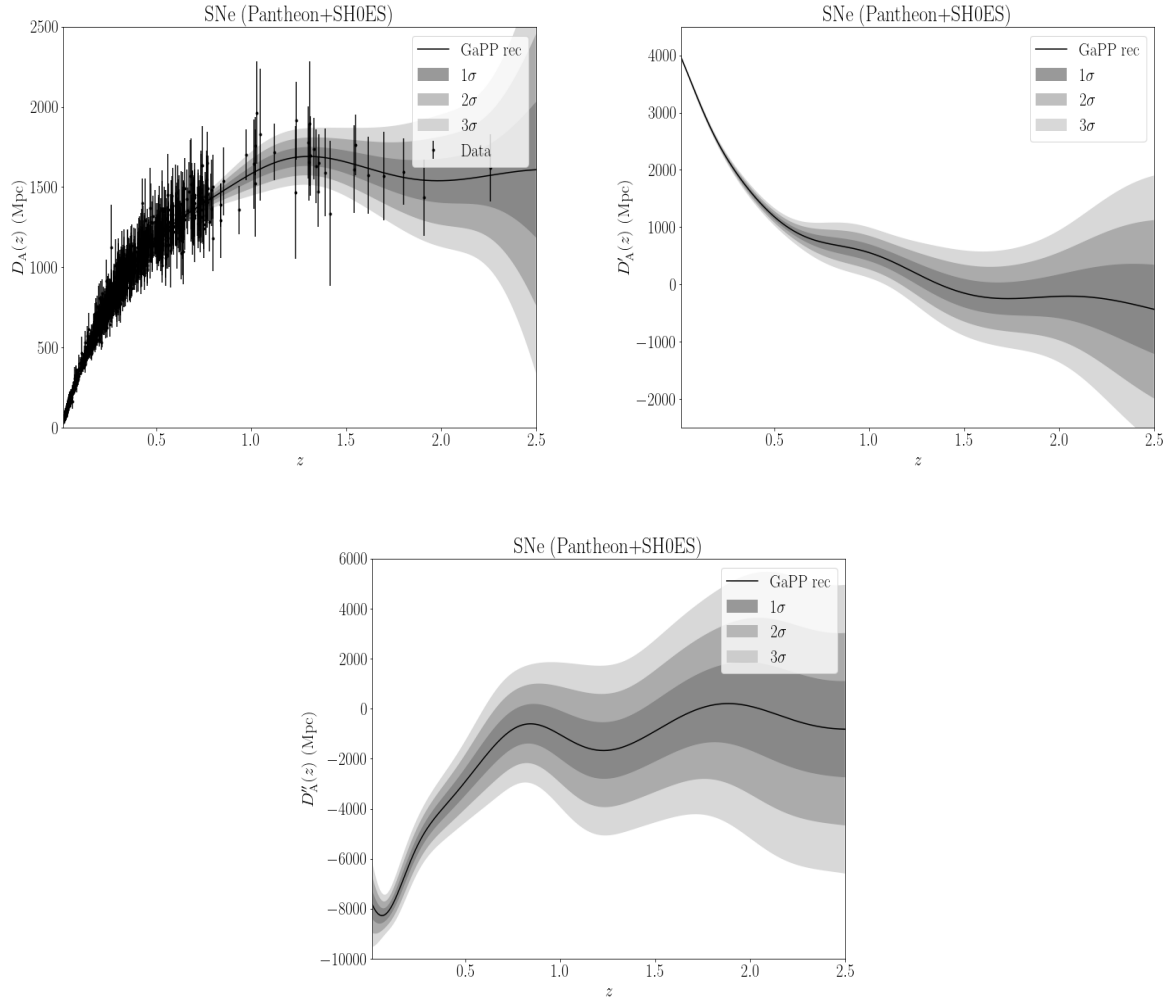 SNe (Pantheon+SH0ES)
2500
2000
1500
1000
500
0
D_A(z) (Mpc)
GaPP rec
1σ
2σ
3σ
Data
0.5
1.0
1.5
2.0
2.5
z
SNe (Pantheon+SH0ES)
4000
3000
2000
1000
0
−1000
−2000
D′_A(z) (Mpc)
GaPP rec
1σ
2σ
3σ
0.5
1.0
1.5
2.0
2.5
z
SNe (Pantheon+SH0ES)
6000
4000
2000
0
−2000
−4000
−6000
−8000
−10000
D″_A(z) (Mpc)
GaPP rec
1σ
2σ
3σ
0.5
1.0
1.5
2.0
2.5
z